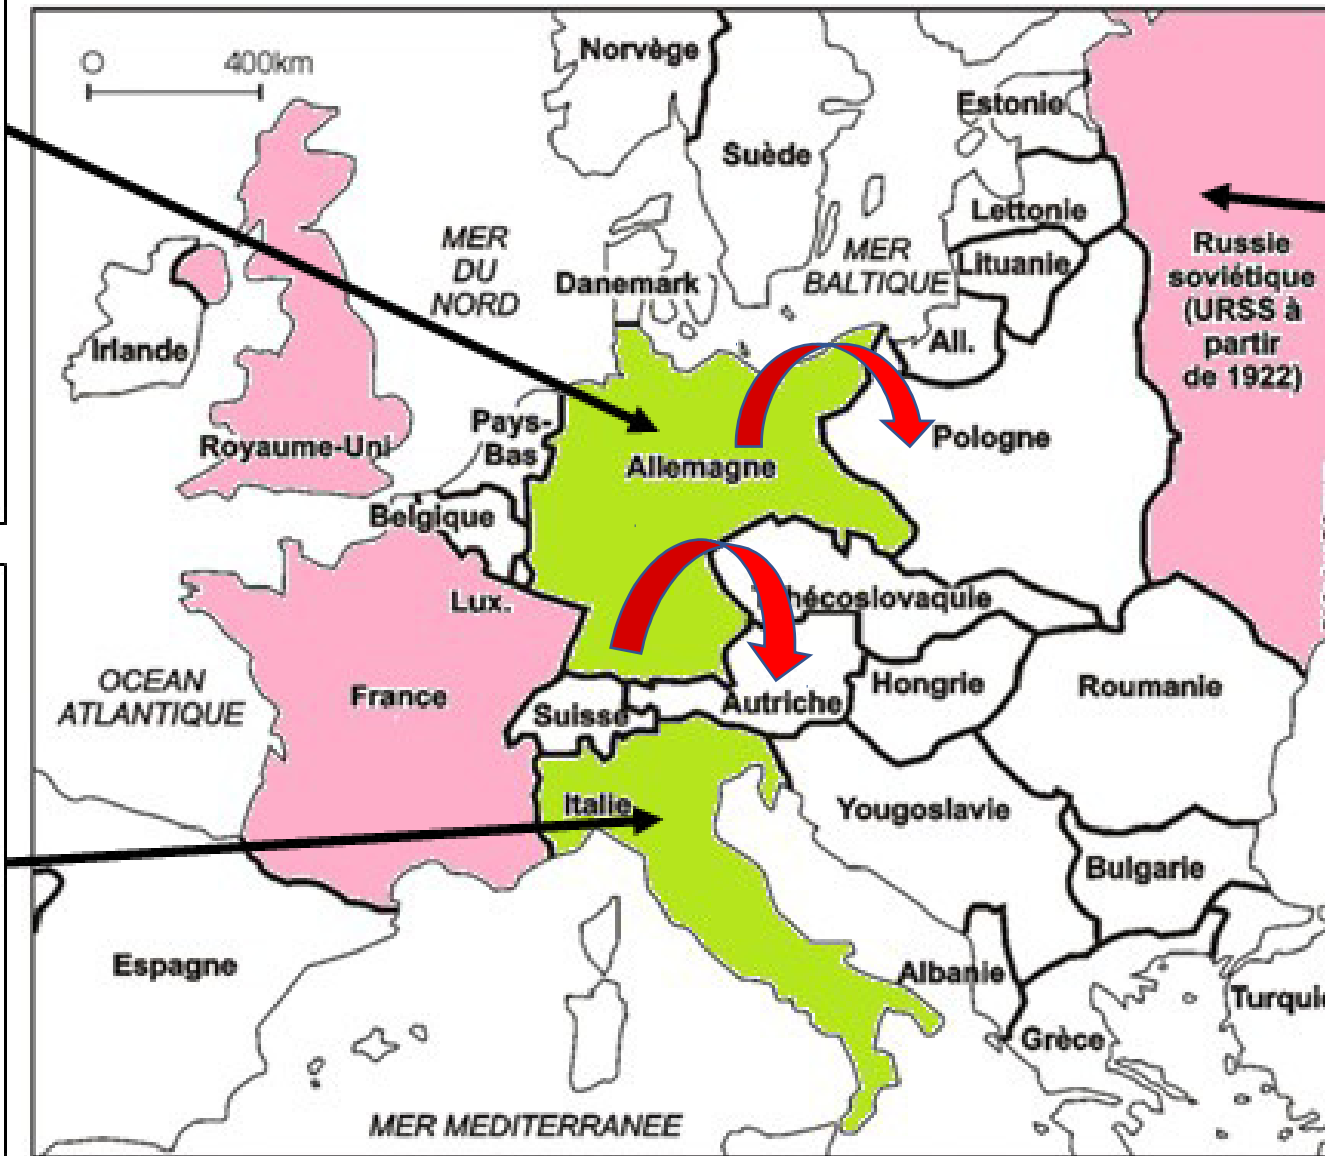 O 400km
Norvège
Suède
Estonie
Lettonie
Lituanie
MER
DU
NORD
MER
BALTIQUE
Russie
soviétique
(URSS à
partir
de 1922)
Danemark
Irlande
All.
Royaume-Uni
Pays-
Bas
Allemagne
Pologne
Belgique
Lux.
Tchécoslovaquie
OCEAN
ATLANTIQUE
France
Suisse
Autriche
Hongrie
Roumanie
Italie
Yougoslavie
Bulgarie
Espagne
Albanie
Turquie
Grèce
MER MEDITERRANEE